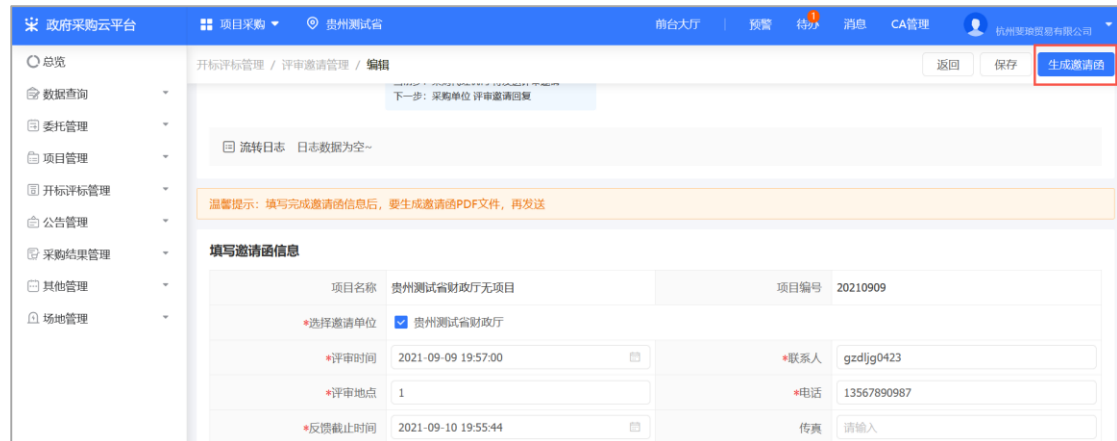 政府采购云平台
项目采购
贵州测试省
前台大厅
预警
待办
1
消息
CA管理
杭州斐琅贸易有限公司
总览
数据查询
委托管理
项目管理
开标评标管理
公告管理
采购结果管理
其他管理
场地管理
开标评标管理 / 评审邀请管理 / 编辑
返回
保存
生成邀请函
下一步：采购单位 评审邀请回复
流转日志 日志数据为空~
温馨提示：填写完成邀请函信息后，要生成邀请函PDF文件，再发送
填写邀请函信息
项目名称 贵州测试省财政厅无项目 项目编号 20210909
*选择邀请单位 贵州测试省财政厅
*评审时间 2021-09-09 19:57:00 *联系人 gzdljg0423
*评审地点 1 *电话 13567890987
*反馈截止时间 2021-09-10 19:55:44 传真 请输入